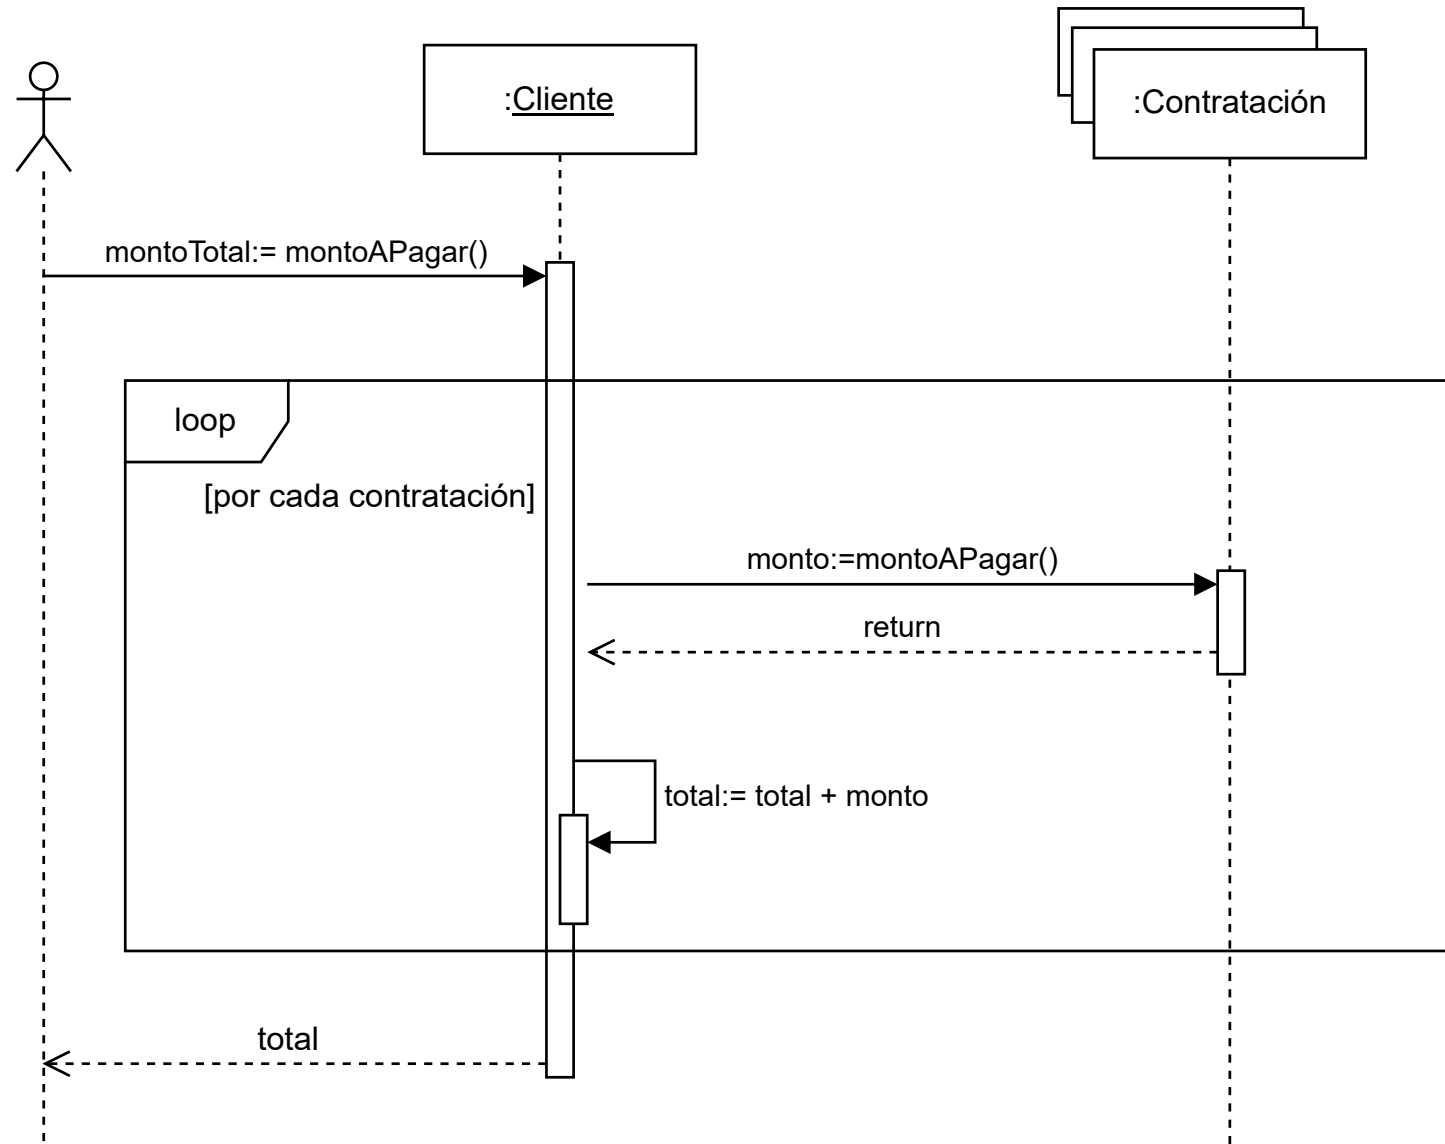 :Cliente
:Contratación
montoTotal:= montoAPagar()
loop
[por cada contratación]
monto:=montoAPagar()
return
total:= total + monto
total